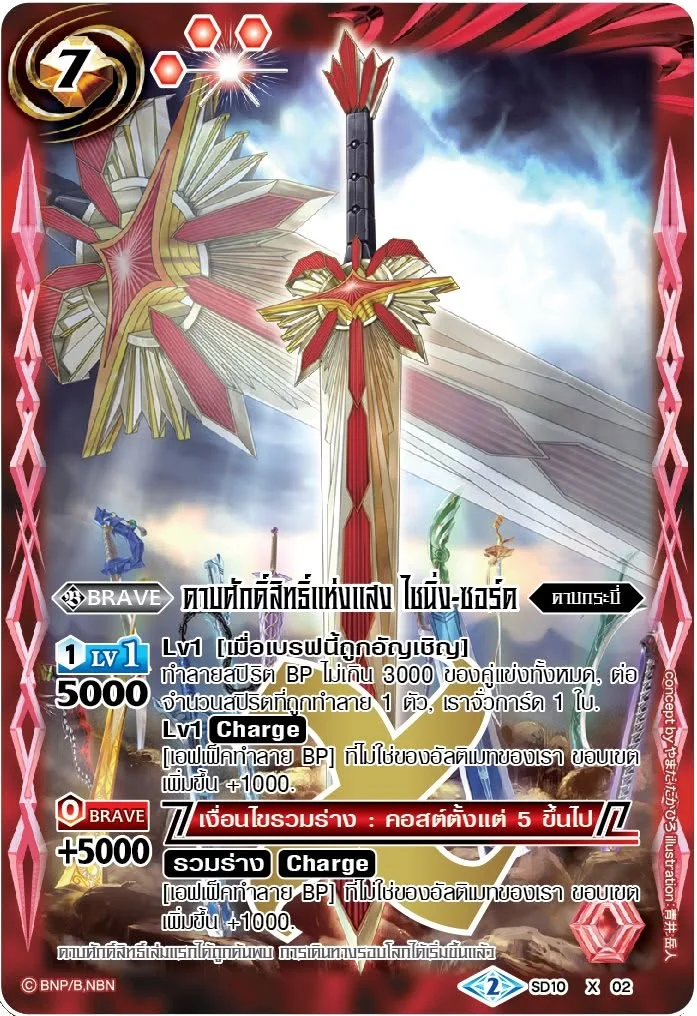 7
BRAVE ดาบศักดิ์สิทธิ์แห่งแสง ไชนิ่ง-ซอร์ด ดาบกระบี่
1 LV1
5000
Lv1 [เมื่อเบรฟนี้ถูกอัญเชิญ]
ทำลายสปิริต BP ไม่เกิน 3000 ของคู่แข่งทั้งหมด, ต่อ
จำนวนสปิริตที่ถูกทำลาย 1 ตัว, เราจั่วการ์ด 1 ใบ.
Lv1 Charge
[เอฟเฟ็คทำลาย BP] ที่ไม่ใช่ของอัลติเมทของเรา ขอบเขต
เพิ่มขึ้น +1000.
0 BRAVE
+5000
เงื่อนไขรวมร่าง : คอสต์ตั้งแต่ 5 ขึ้นไป
รวมร่าง Charge
[เอฟเฟ็คทำลาย BP] ที่ไม่ใช่ของอัลติเมทของเรา ขอบเขต
เพิ่มขึ้น +1000.
ดาบศักดิ์สิทธิ์เล่มแรกได้ถูกค้นพบ การเดินทางรอบโลกได้เริ่มขึ้นแล้ว
concept by やまだたかひろ illustration : 青井 岳人
©BNP/B,NBN
2 SD10 X 02